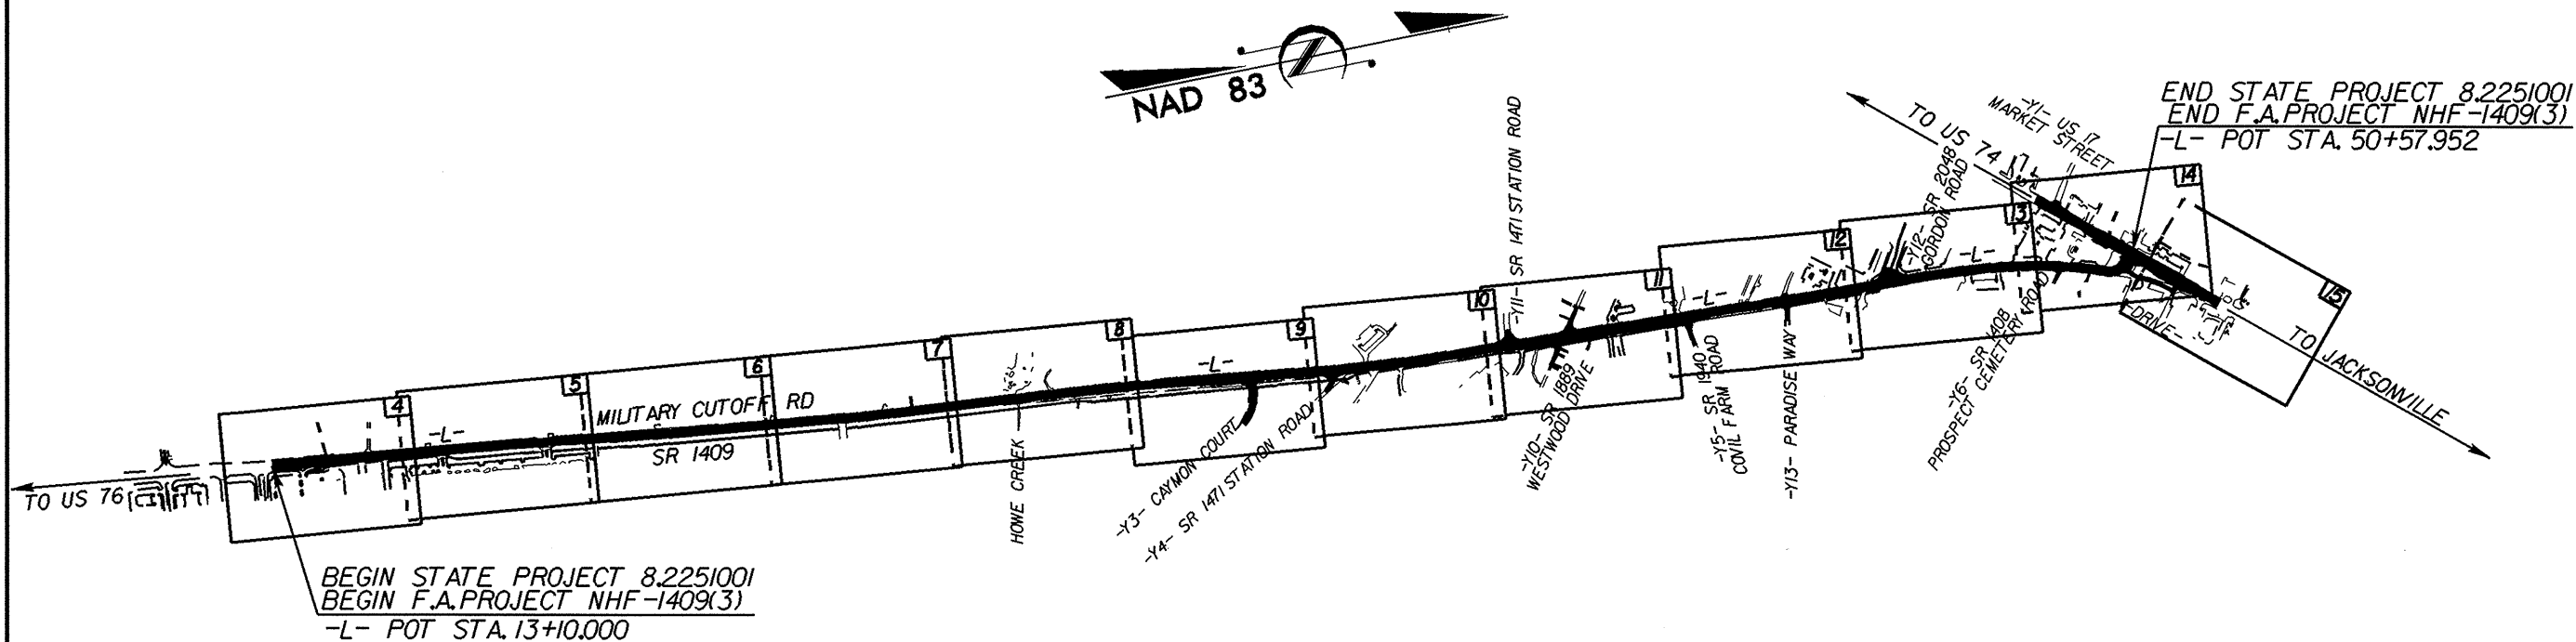 NAD 83
-Y11- SR 1471 STATION ROAD
TO US 74
-Y1- US 17
MARKET STREET
END STATE PROJECT 8.2251001
END F.A. PROJECT NHF-1409(3)
-L- POT STA. 50+57.952
-Y12- SR 2048
GORDON ROAD
14
13
12
11
10
9
8
7
6
5
4
15
-L-
-L-
-L-
-L-
MILITARY CUTOFF RD
SR 1409
TO US 76
HOWE CREEK
-Y3- CAYMON COURT
-Y4- SR 1471 STATION ROAD
-Y10- SR 1889
WESTWOOD DRIVE
-Y5- SR 1940
COVIL FARM ROAD
-Y13- PARADISE WAY
-Y6- SR 1408
PROSPECT CEMETERY ROAD
-DRIVE-
TO JACKSONVILLE
BEGIN STATE PROJECT 8.2251001
BEGIN F.A. PROJECT NHF-1409(3)
-L- POT STA. 13+10.000